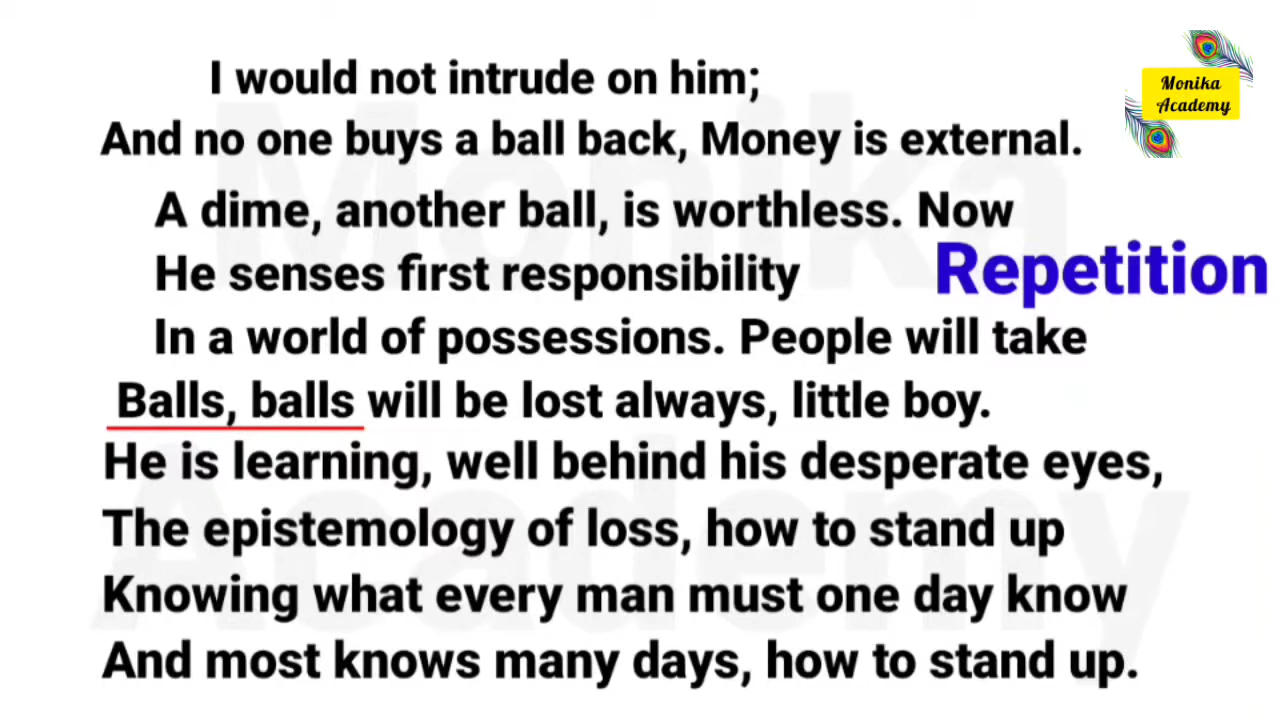 I would not intrude on him;
And no one buys a ball back, Money is external.
A dime, another ball, is worthless. Now
He senses first responsibility
In a world of possessions. People will take
Balls, balls will be lost always, little boy.
He is learning, well behind his desperate eyes,
The epistemology of loss, how to stand up
Knowing what every man must one day know
And most knows many days, how to stand up.
Repetition
Monika
Academy
Monika
Academy